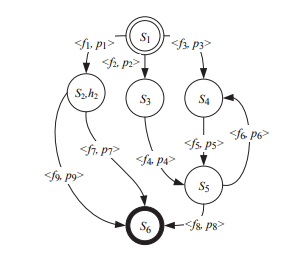 S1
<f1, p1>
<f3, p3>
<f2, p2>
S2,h2
S3
S4
<f6, p6>
<f5, p5>
<f7, p7>
<f4, p4>
<f9, p9>
S5
S6
<f8, p8>